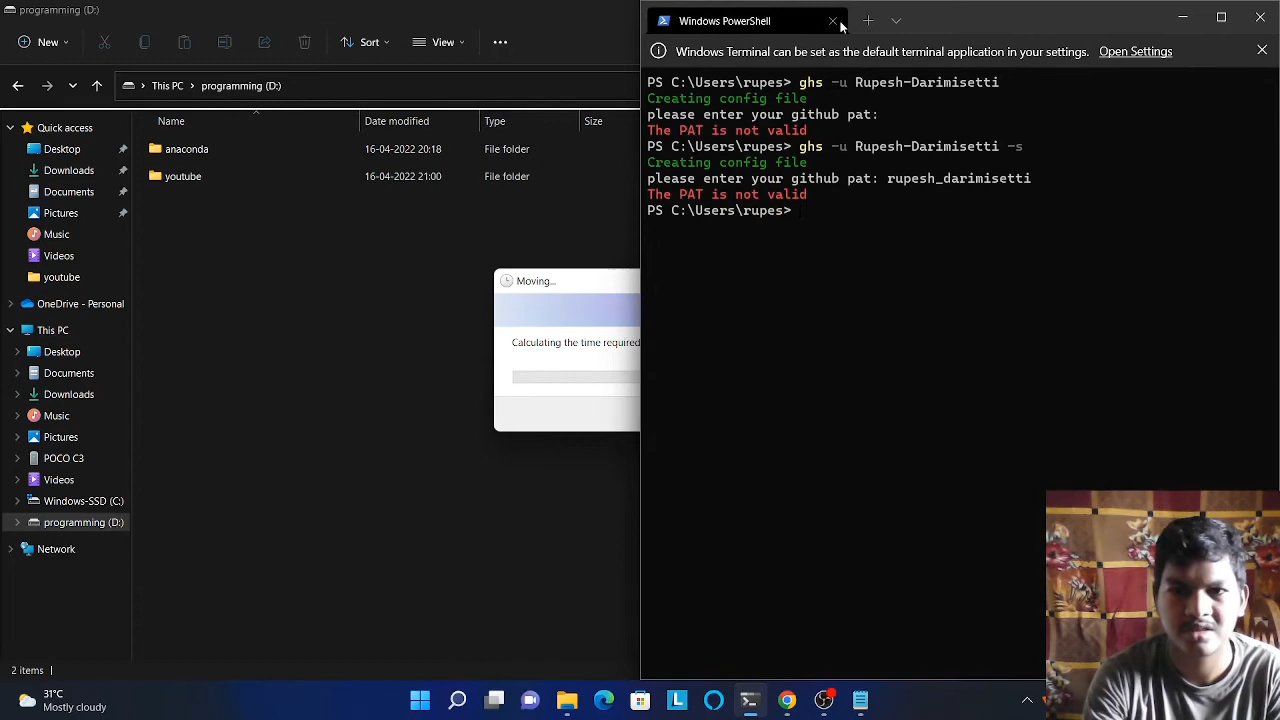 programming (D:)
New
Sort
View
This PC
programming (D:)
Name
Date modified
Type
Size
anaconda
16-04-2022 20:18
File folder
youtube
16-04-2022 21:00
File folder
Quick access
Desktop
Downloads
Documents
Pictures
Music
Videos
youtube
OneDrive - Personal
This PC
Desktop
Documents
Downloads
Music
Pictures
POCO C3
Videos
Windows-SSD (C:)
programming (D:)
Network
2 items
Moving...
Calculating the time required
Windows PowerShell
Windows Terminal can be set as the default terminal application in your settings. Open Settings
PS C:\Users\rupes> ghs -u Rupesh-Darimisetti
Creating config file
please enter your github pat:
The PAT is not valid
PS C:\Users\rupes> ghs -u Rupesh-Darimisetti -s
Creating config file
please enter your github pat: rupesh_darimisetti
The PAT is not valid
PS C:\Users\rupes>
31°C
Mostly cloudy